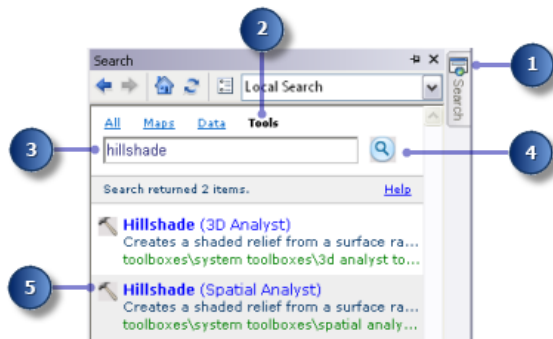 2
Search
1
Local Search
Search
All Maps Data Tools
3
hillshade
4
Search returned 2 items. Help
Hillshade (3D Analyst)
Creates a shaded relief from a surface ra...
toolboxes\system toolboxes\3d analyst to...
5
Hillshade (Spatial Analyst)
Creates a shaded relief from a surface ra...
toolboxes\system toolboxes\spatial analy...